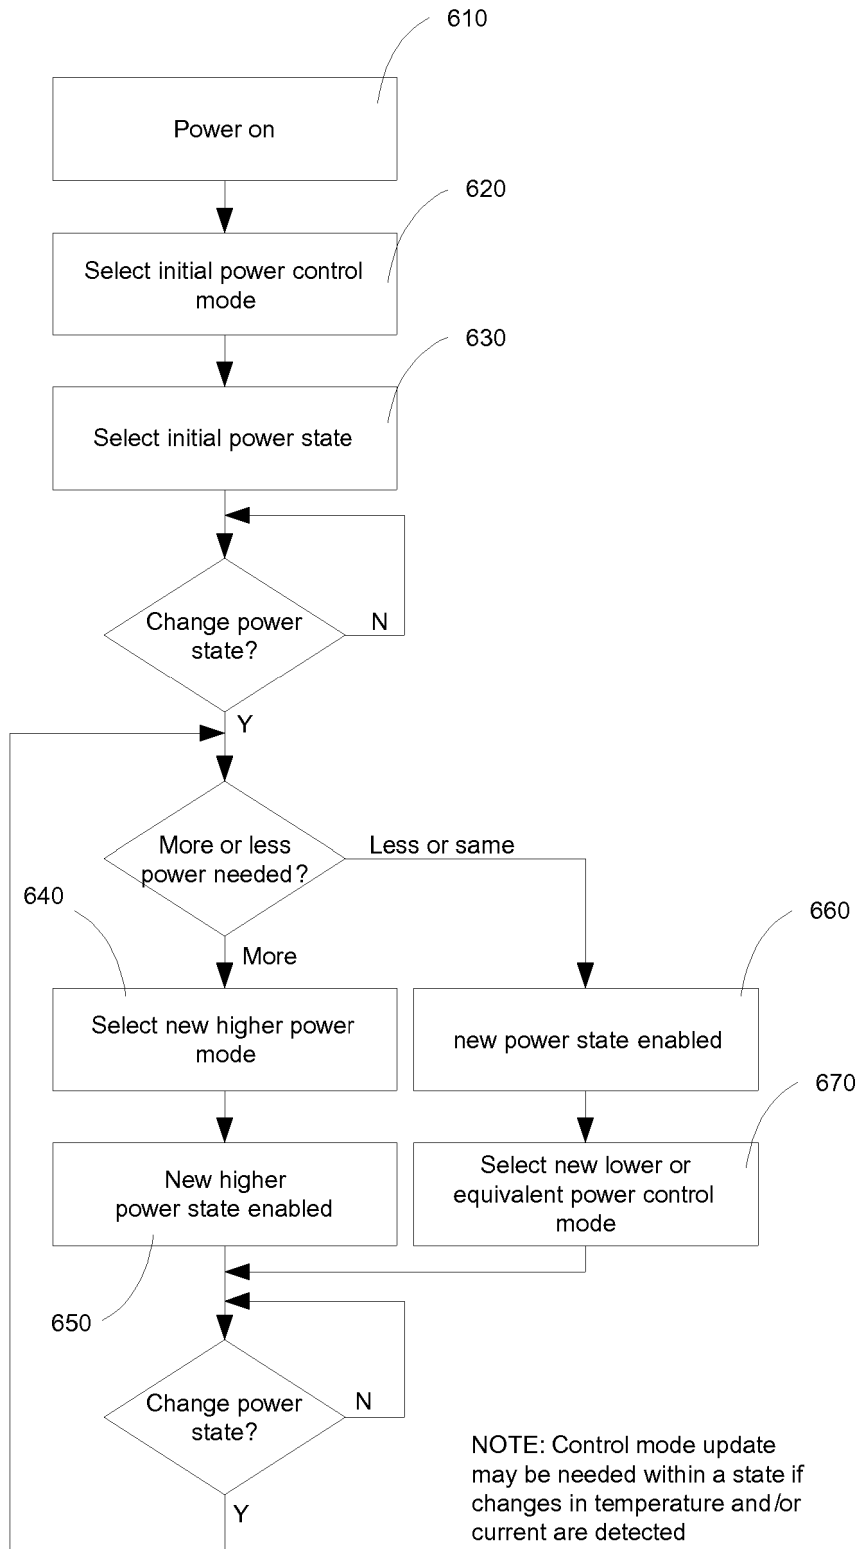 610
Power on
620
Select initial power control
mode
630
Select initial power state
Change power
state?
N
Y
More or less
power needed?
Less or same
640
660
More
Select new higher power
mode
new power state enabled
670
New higher
power state enabled
Select new lower or
equivalent power control
mode
650
Change power
state?
N
Y
NOTE: Control mode update
may be needed within a state if
changes in temperature and/or
current are detected